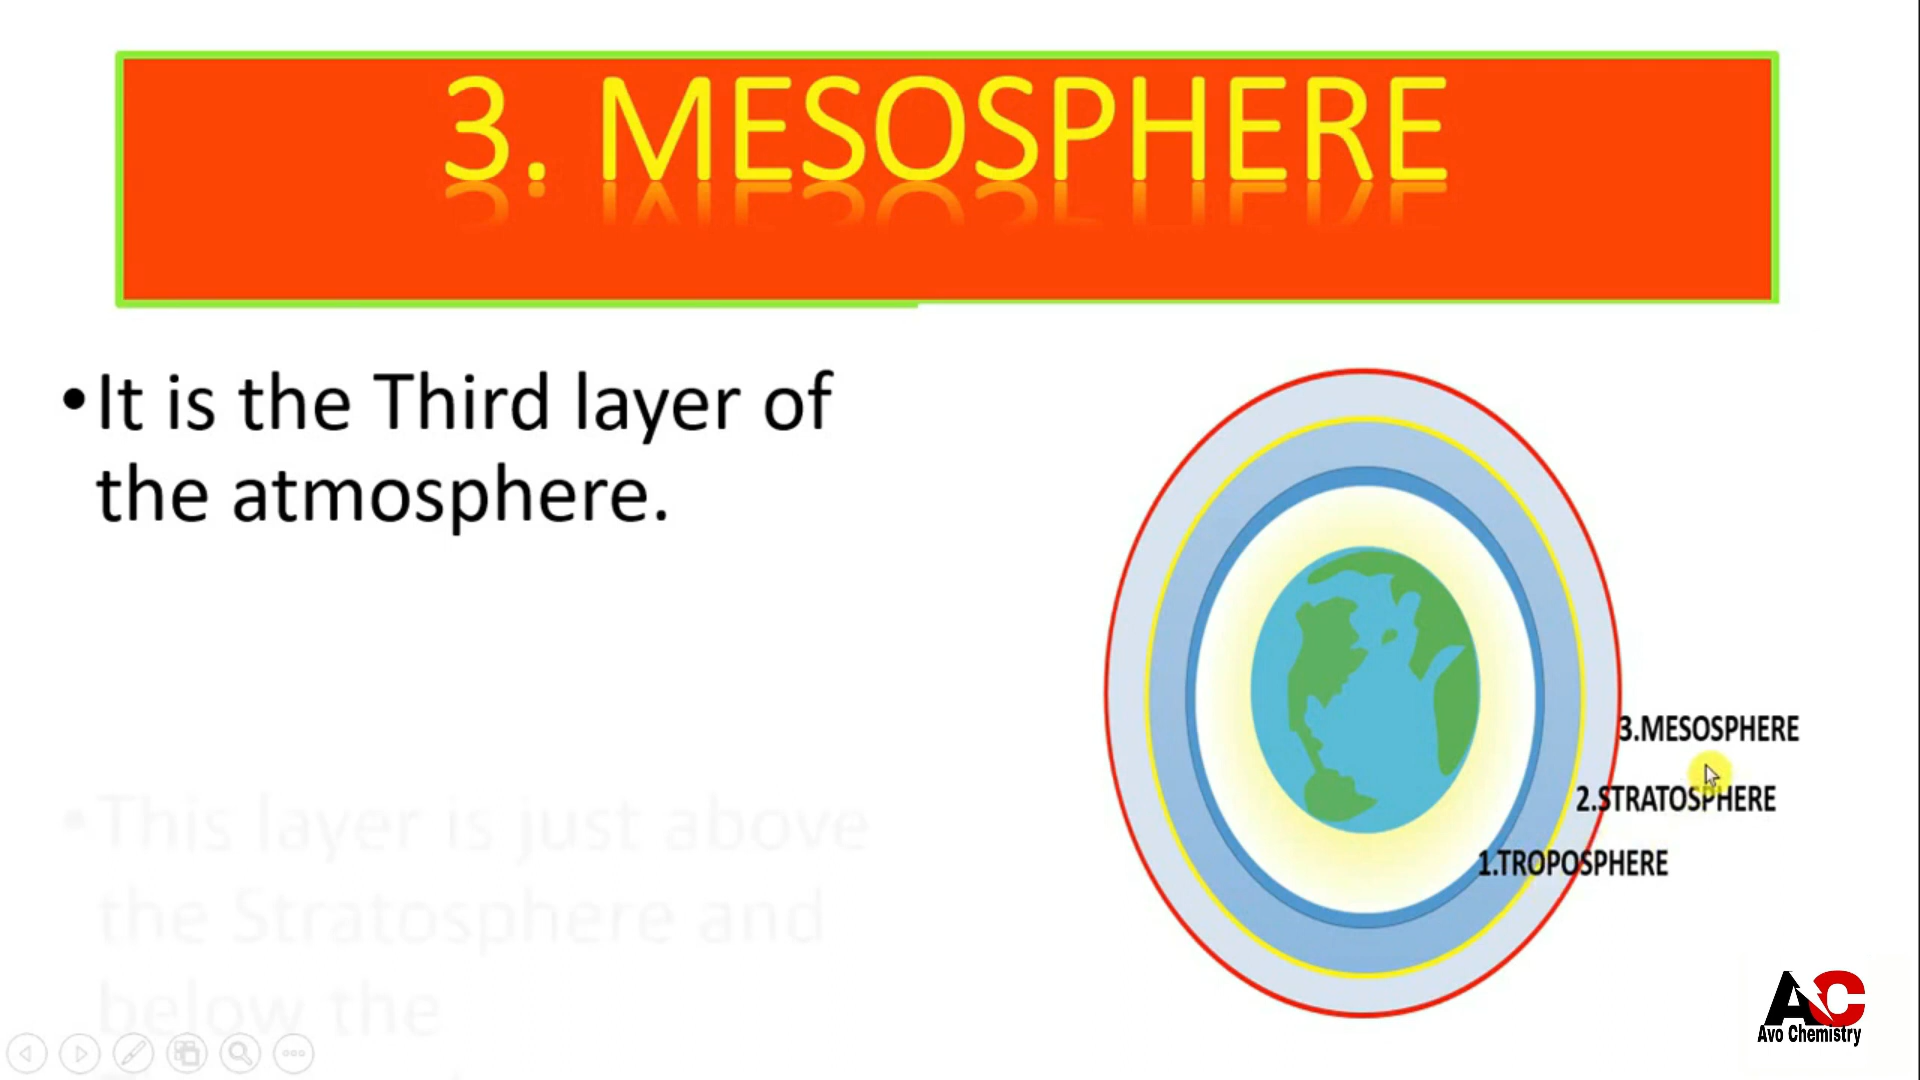 3. MESOSPHERE
•It is the Third layer of
the atmosphere.
•This layer is just above
the Stratosphere and
below the
3.MESOSPHERE
2.STRATOSPHERE
1.TROPOSPHERE
AC
Avo Chemistry